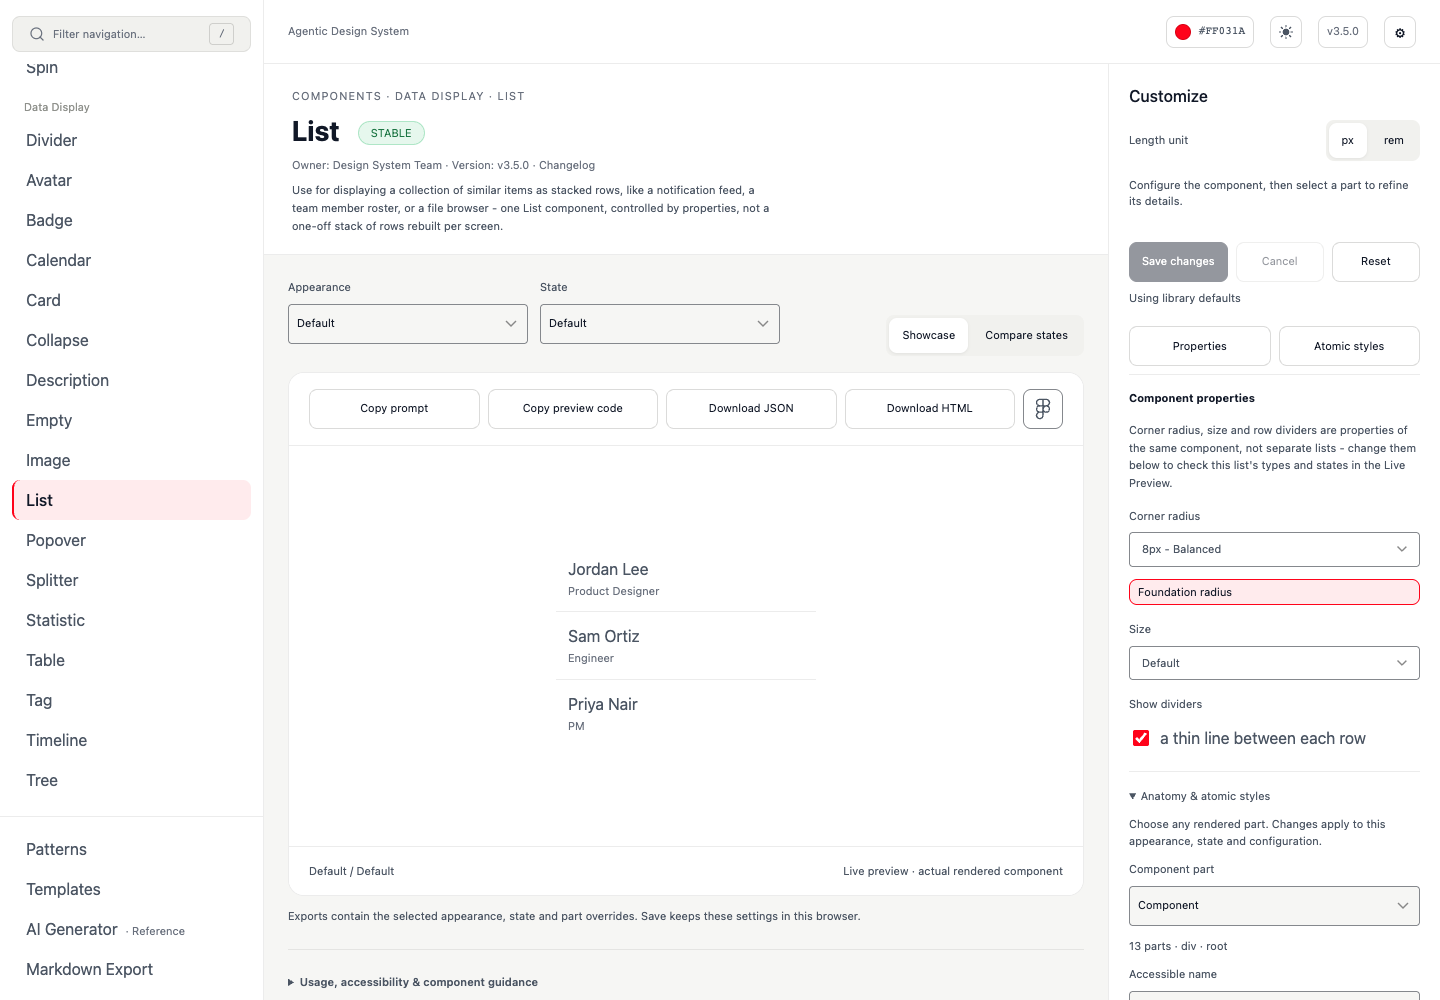 Filter navigation...
/
Spin
Data Display
Divider
Avatar
Badge
Calendar
Card
Collapse
Description
Empty
Image
List
Popover
Splitter
Statistic
Table
Tag
Timeline
Tree
Patterns
Templates
AI Generator · Reference
Markdown Export
Agentic Design System
#FF031A
v3.5.0
COMPONENTS · DATA DISPLAY · LIST
List
STABLE
Owner: Design System Team · Version: v3.5.0 · Changelog
Use for displaying a collection of similar items as stacked rows, like a notification feed, a
team member roster, or a file browser - one List component, controlled by properties, not a
one-off stack of rows rebuilt per screen.
Appearance
State
Default
Default
Showcase
Compare states
Copy prompt
Copy preview code
Download JSON
Download HTML
Jordan Lee
Product Designer
Sam Ortiz
Engineer
Priya Nair
PM
Default / Default
Live preview · actual rendered component
Exports contain the selected appearance, state and part overrides. Save keeps these settings in this browser.
Usage, accessibility & component guidance
Customize
Length unit
px
rem
Configure the component, then select a part to refine
its details.
Save changes
Cancel
Reset
Using library defaults
Properties
Atomic styles
Component properties
Corner radius, size and row dividers are properties of
the same component, not separate lists - change them
below to check this list's types and states in the Live
Preview.
Corner radius
8px - Balanced
Foundation radius
Size
Default
Show dividers
a thin line between each row
Anatomy & atomic styles
Choose any rendered part. Changes apply to this
appearance, state and configuration.
Component part
Component
13 parts · div · root
Accessible name